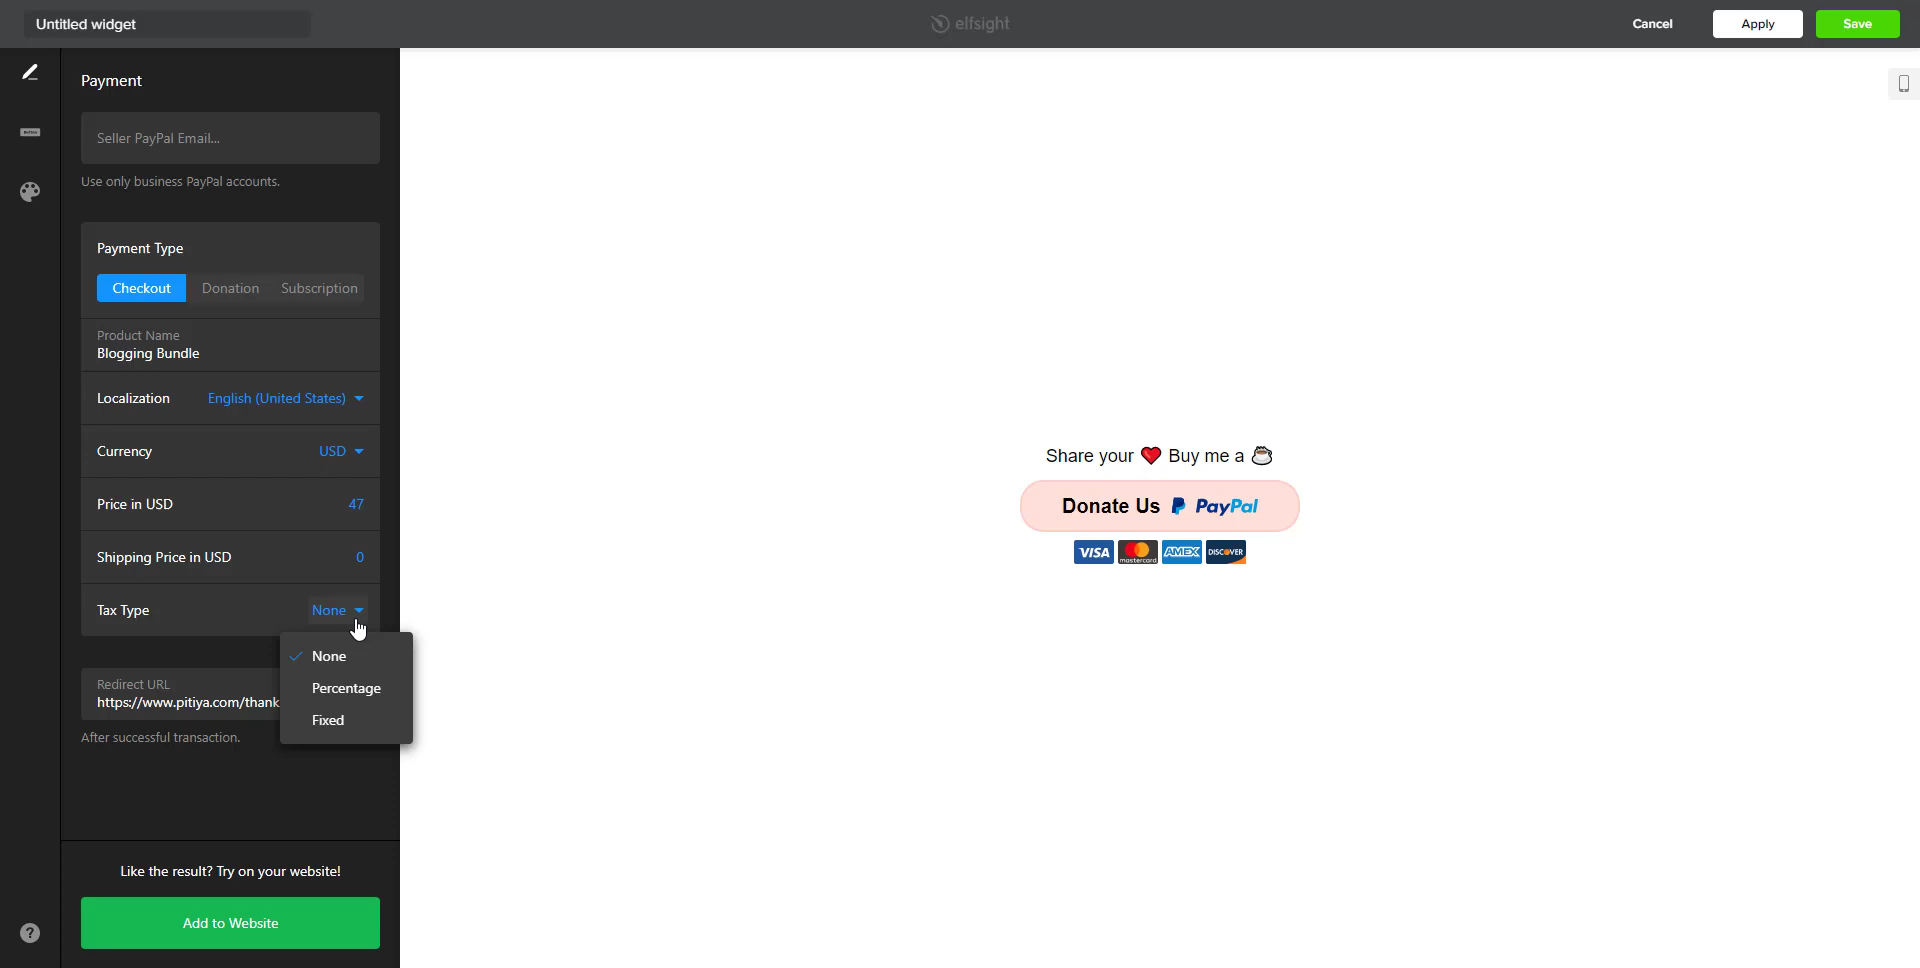 Untitled widget
elfsight
Cancel
Apply
Save
Payment
Seller PayPal Email...
Use only business PayPal accounts.
Payment Type
Checkout
Donation
Subscription
Product Name
Blogging Bundle
Localization
English (United States)
Currency
USD
Price in USD
47
Shipping Price in USD
0
Tax Type
None
None
Percentage
Fixed
Redirect URL
https://www.pitiya.com/thank
After successful transaction.
Like the result? Try on your website!
Add to Website
?
Share your ❤️ Buy me a ☕
Donate Us PayPal
VISA
mastercard
AMEX
DISCOVER